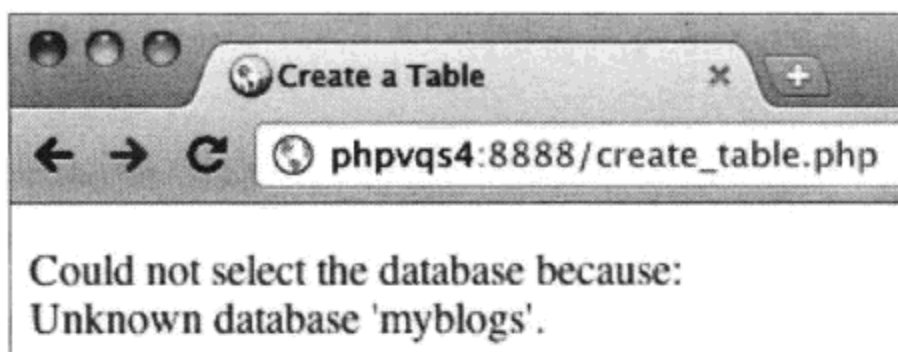 Create a Table
phpvqs4:8888/create_table.php
Could not select the database because:
Unknown database 'myblogs'.